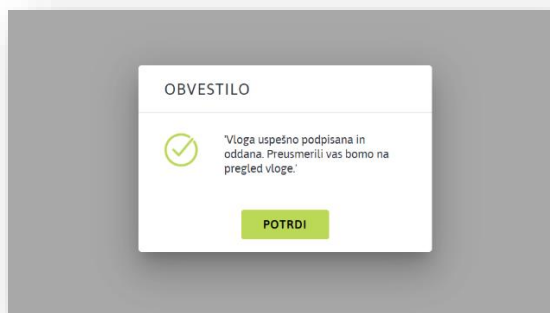 OBVESTILO
'Vloga uspešno podpisana in
oddana. Preusmerili vas bomo na
pregled vloge.'
POTRDI